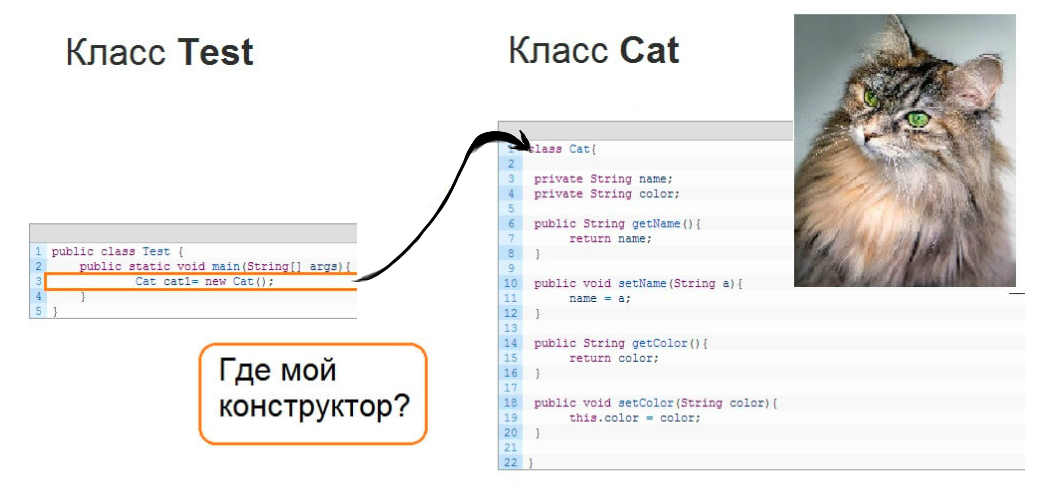 Класс Test
1 public class Test {
2 public static void main(String[] args){
3 Cat cat1= new Cat();
4 }
5 }
Где мой
конструктор?
Класс Cat
1 class Cat{
2
3 private String name;
4 private String color;
5
6 public String getName(){
7 return name;
8 }
9
10 public void setName(String a){
11 name = a;
12 }
13
14 public String getColor(){
15 return color;
16 }
17
18 public void setColor(String color){
19 this.color = color;
20 }
21
22 }